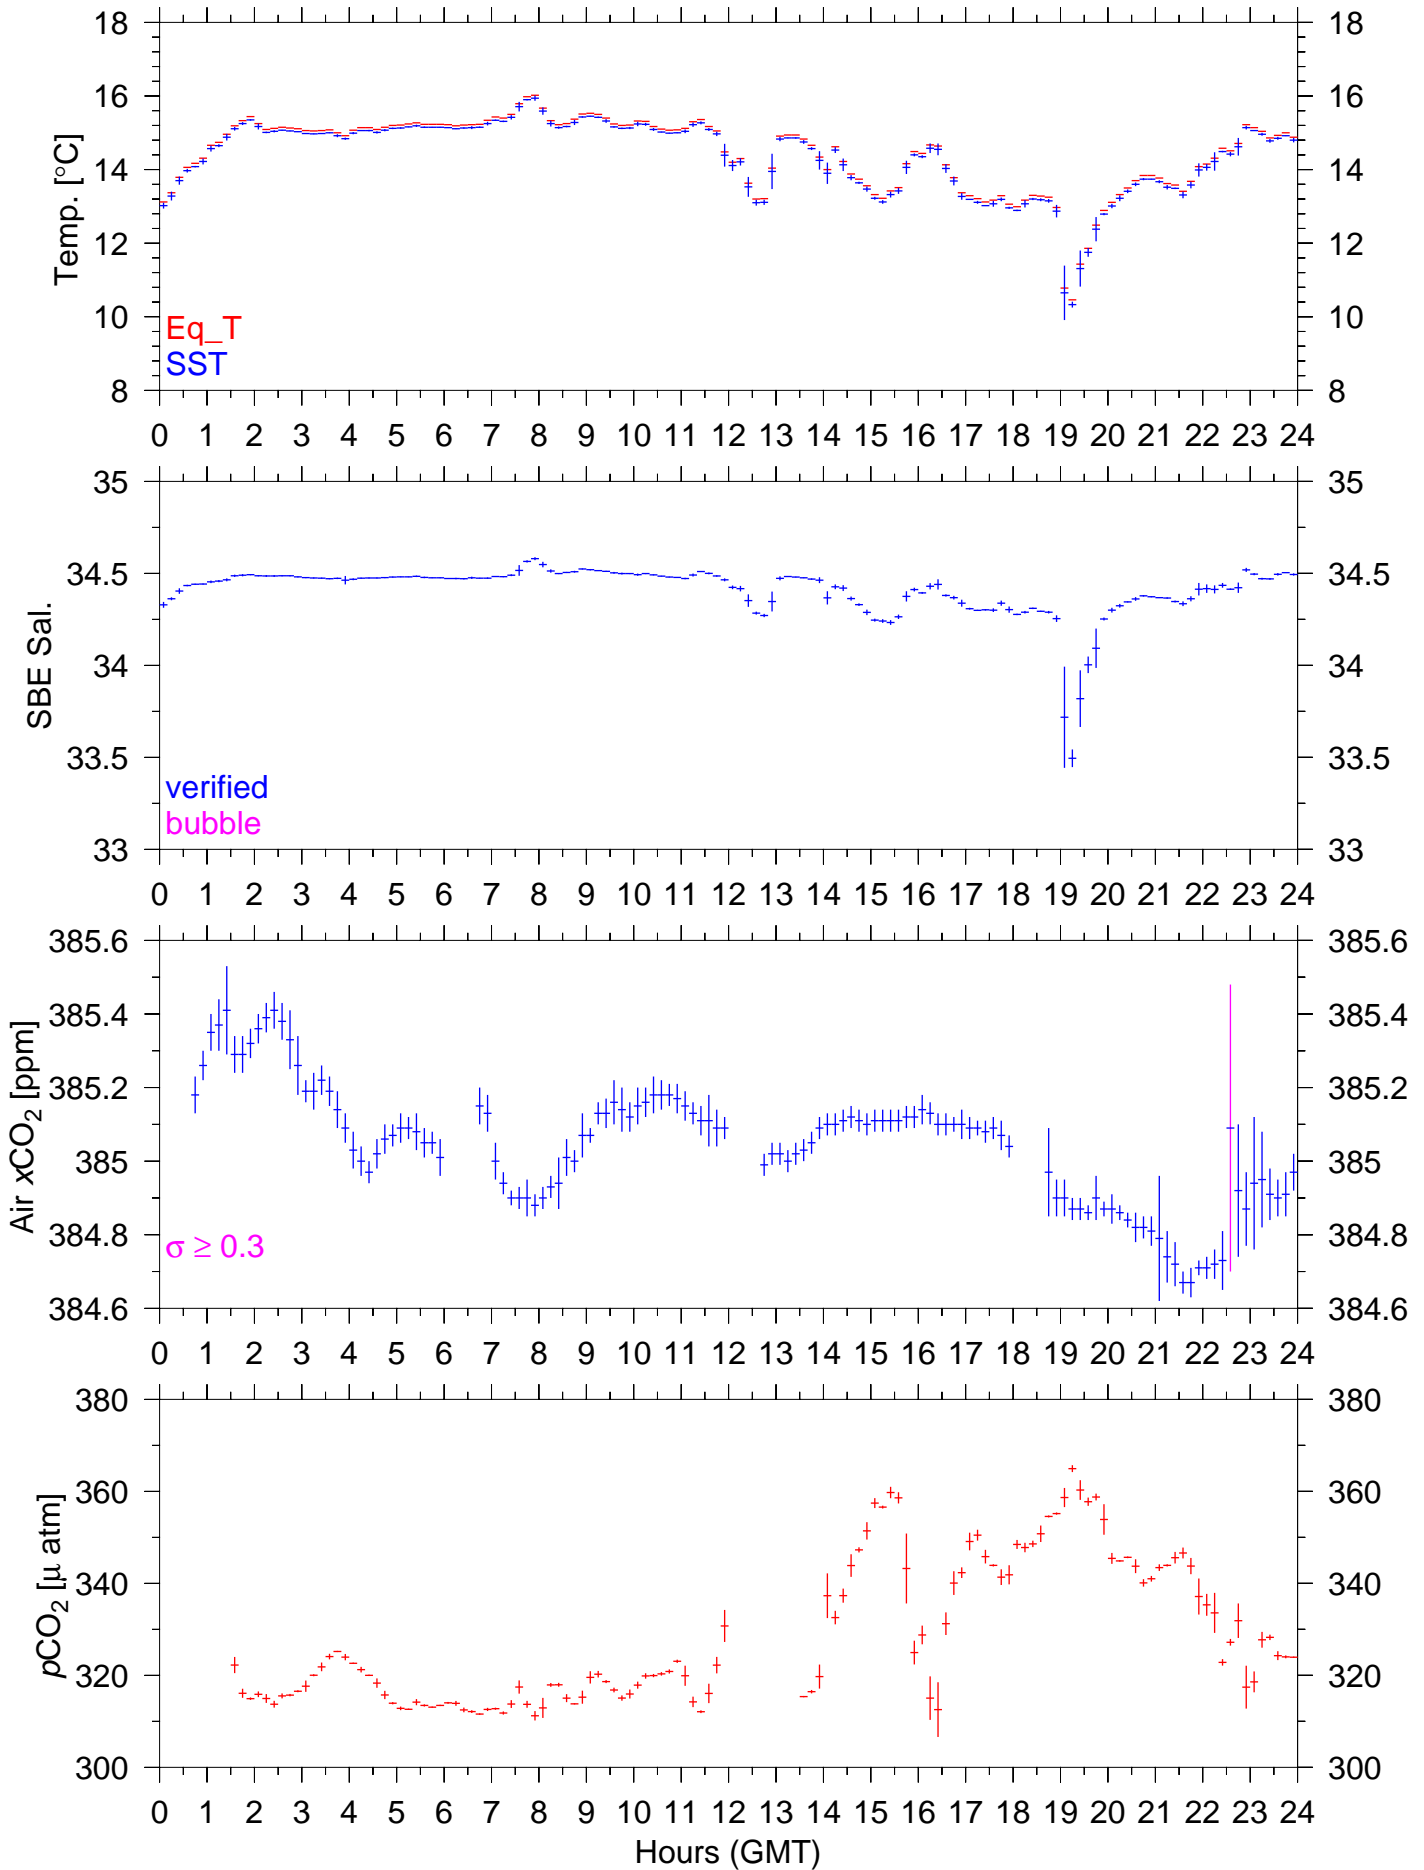 18 18
16 16
14 14
12 12
10 10
8 8
Temp. [°C]
Eq_T
SST
0 1 2 3 4 5 6 7 8 9 10 11 12 13 14 15 16 17 18 19 20 21 22 23 24
35 35
34.5 34.5
34 34
33.5 33.5
33 33
SBE Sal.
verified
bubble
0 1 2 3 4 5 6 7 8 9 10 11 12 13 14 15 16 17 18 19 20 21 22 23 24
385.6 385.6
385.4 385.4
385.2 385.2
385 385
384.8 384.8
384.6 384.6
Air xCO₂ [ppm]
σ ≥ 0.3
0 1 2 3 4 5 6 7 8 9 10 11 12 13 14 15 16 17 18 19 20 21 22 23 24
380 380
360 360
340 340
320 320
300 300
pCO₂ [μ atm]
0 1 2 3 4 5 6 7 8 9 10 11 12 13 14 15 16 17 18 19 20 21 22 23 24
Hours (GMT)